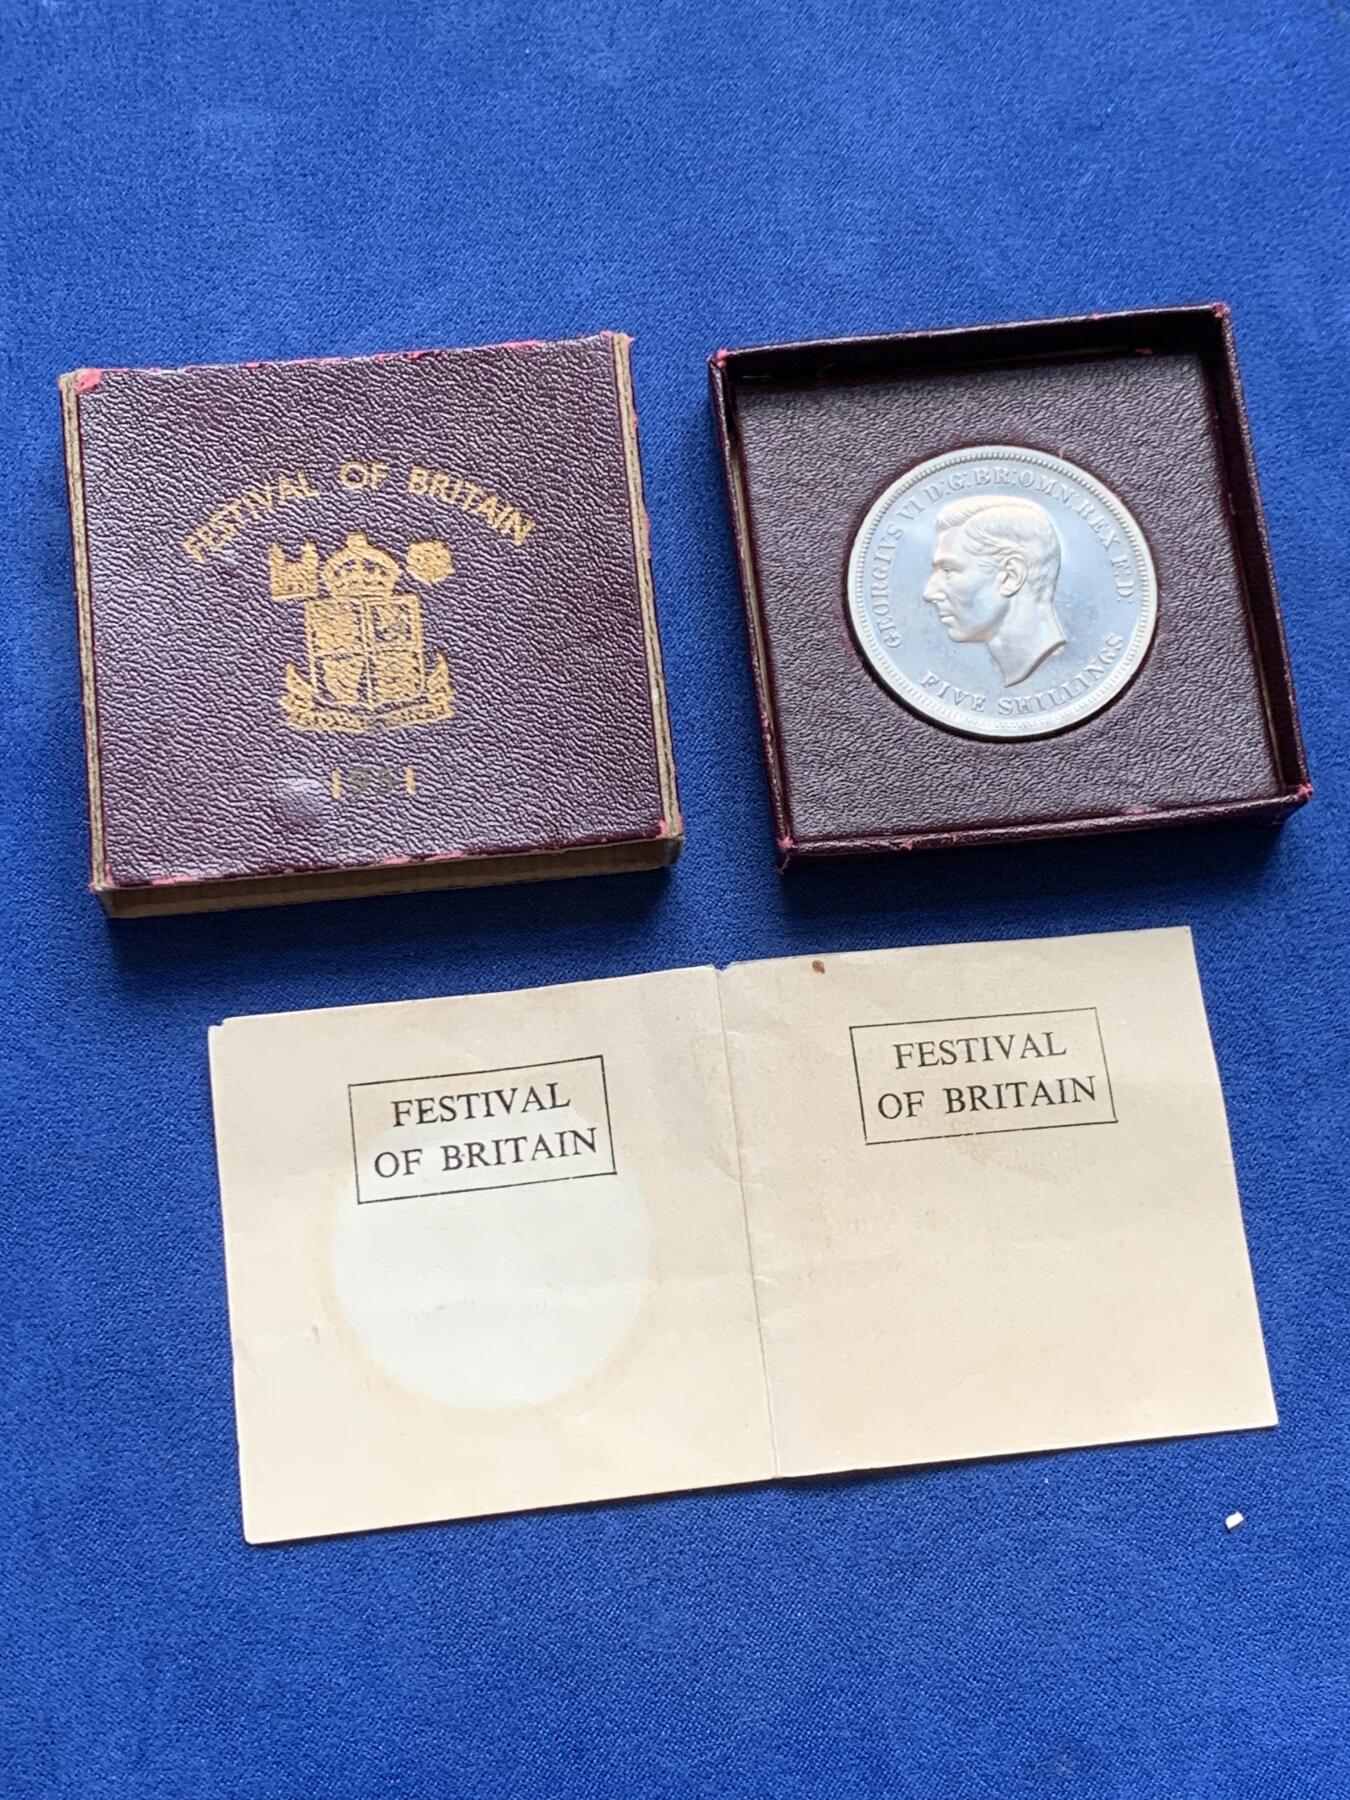 FESTIVAL OF BRITAIN
1951
GEORGIVS VI D:G:BR:OMN:REX F.D:
FIVE SHILLINGS
FESTIVAL
OF BRITAIN
FESTIVAL
OF BRITAIN